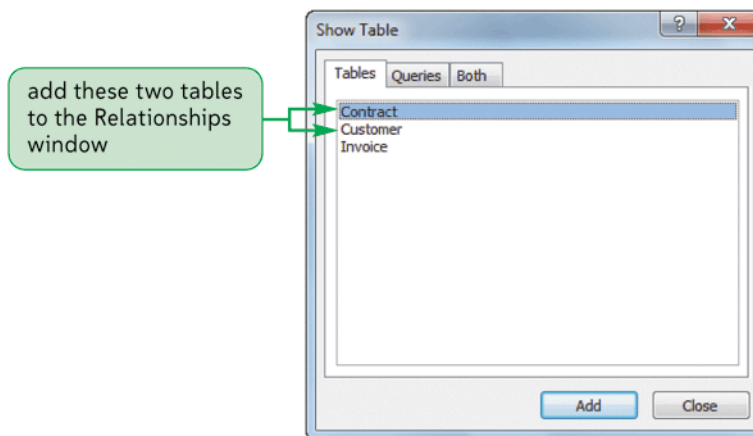 Show Table
?
X
add these two tables
to the Relationships
window
Tables Queries Both
Contract
Customer
Invoice
Add Close